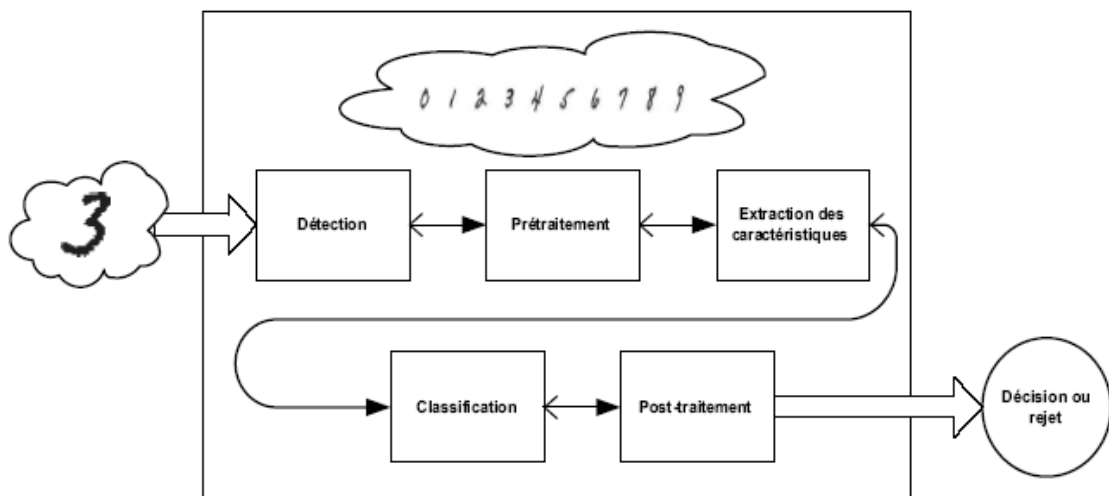 0 1 2 3 4 5 6 7 8 9
3
Détection
Prétraitement
Extraction des
caractéristiques
Classification
Post-traitement
Décision ou
rejet